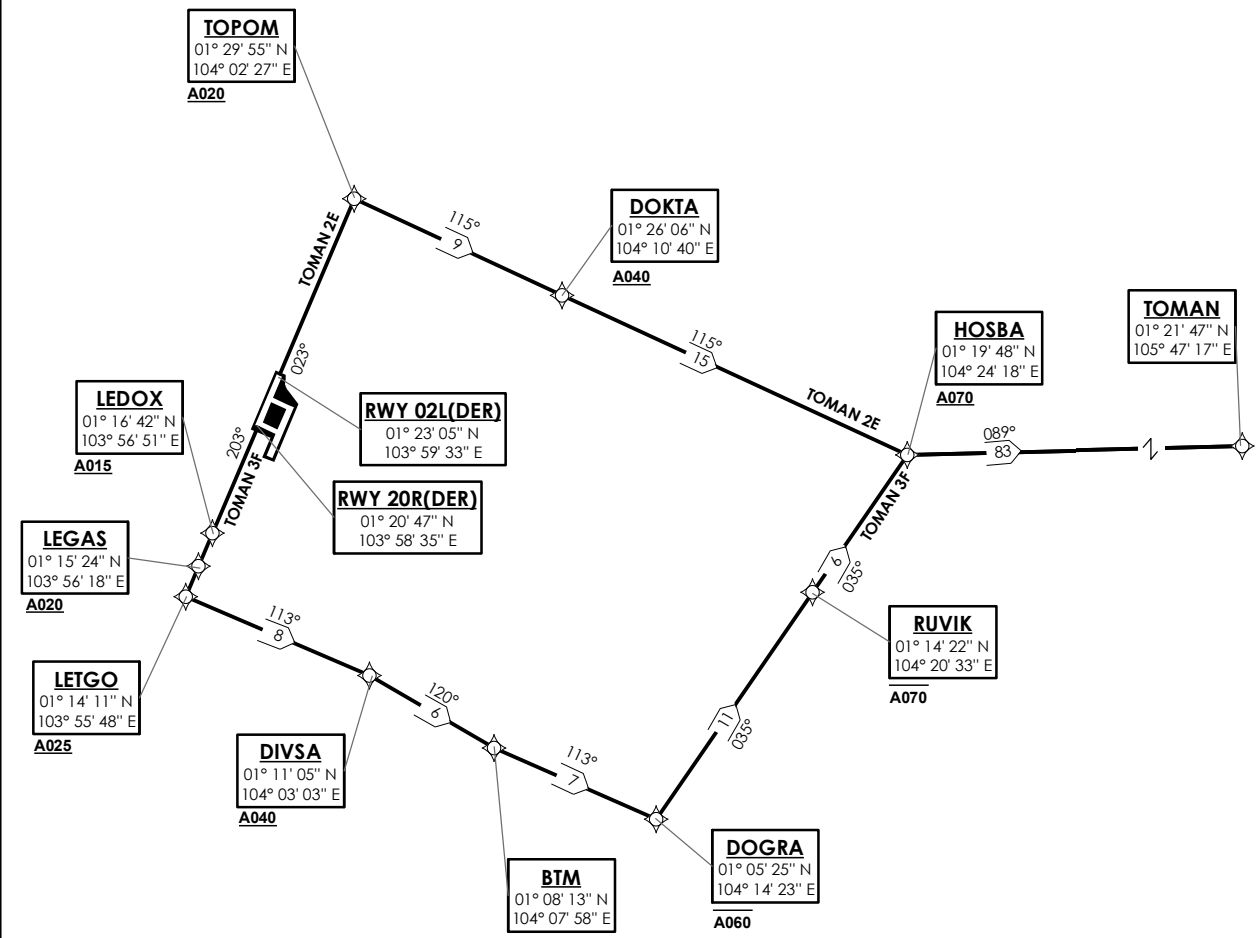 TOPOM
01° 29' 55" N
104° 02' 27" E
A020
TOMAN 2E
115°
9
DOKTA
01° 26' 06" N
104° 10' 40" E
A040
115°
15
TOMAN 2E
HOSBA
01° 19' 48" N
104° 24' 18" E
A070
TOMAN
01° 21' 47" N
105° 47' 17" E
089°
83
023°
LEDOX
01° 16' 42" N
103° 56' 51" E
A015
203°
TOMAN 3F
RWY 02L(DER)
01° 23' 05" N
103° 59' 33" E
RWY 20R(DER)
01° 20' 47" N
103° 58' 35" E
TOMAN 3F
6
035°
LEGAS
01° 15' 24" N
103° 56' 18" E
A020
RUVIK
01° 14' 22" N
104° 20' 33" E
A070
LETGO
01° 14' 11" N
103° 55' 48" E
A025
113°
8
120°
6
113°
7
11
035°
DIVSA
01° 11' 05" N
104° 03' 03" E
A040
BTM
01° 08' 13" N
104° 07' 58" E
DOGRA
01° 05' 25" N
104° 14' 23" E
A060